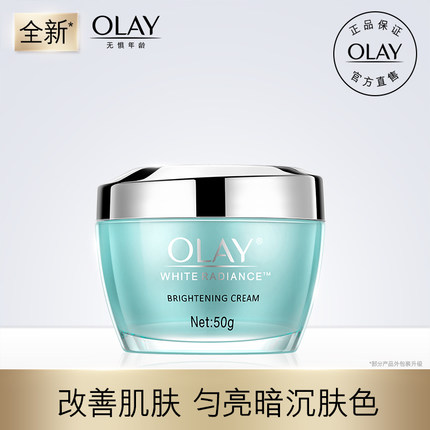 全新*
OLAY
无惧年龄
正品保证
OLAY
官方直售
OLAY®
WHITE RADIANCE™
BRIGHTENING CREAM
Net:50g
*部分产品外包装升级
改善肌肤 匀亮暗沉肤色